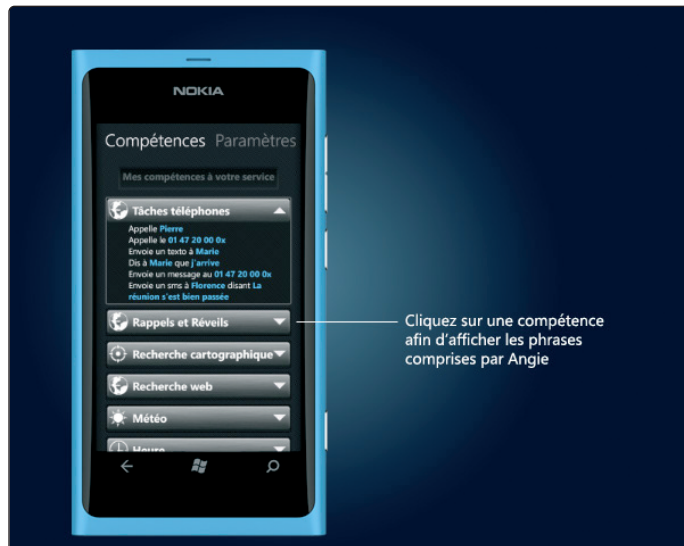 NOKIA
Compétences Paramètres
Mes compétences à votre service
Tâches téléphones
Appelle Pierre
Appelle le 01 47 20 00 0x
Envoie un texto à Marie
Dis à Marie que j'arrive
Envoie un message au 01 47 20 00 0x
Envoie un sms à Florence disant La
réunion s'est bien passée
Rappels et Réveils
Recherche cartographique
Recherche web
Météo
Heure
Cliquez sur une compétence
afin d'afficher les phrases
comprises par Angie